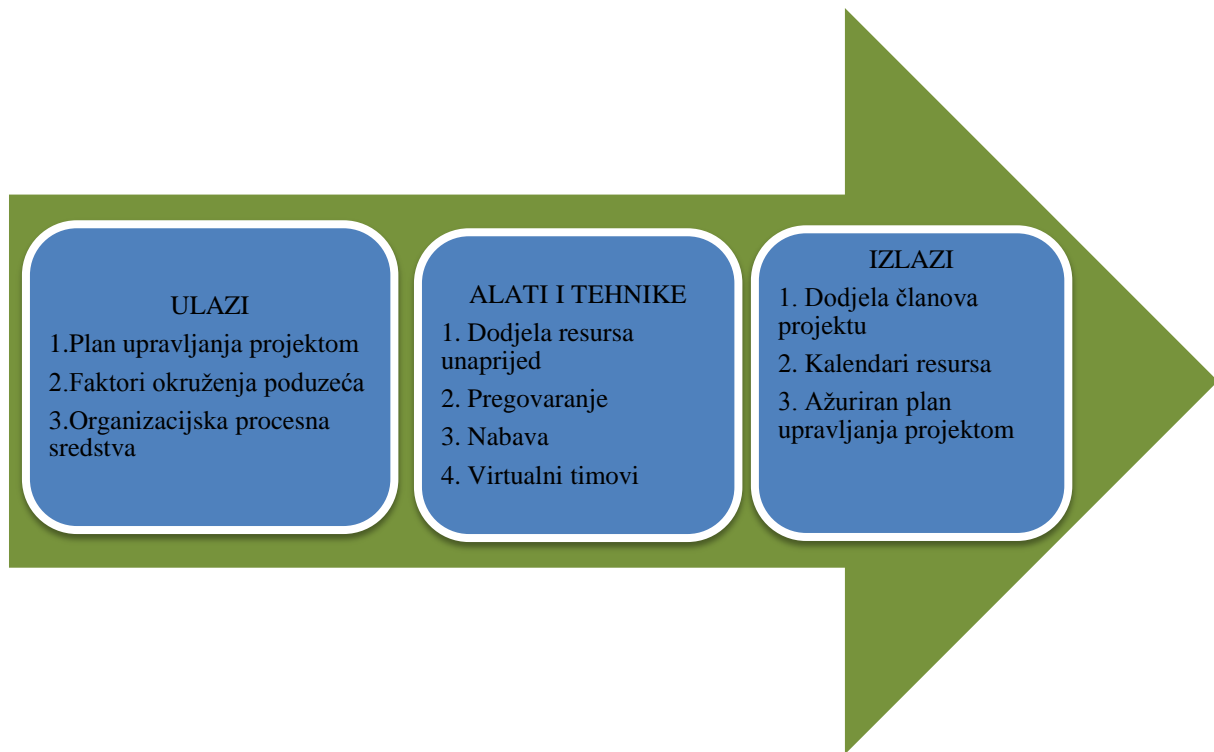 ULAZI
1.Plan upravljanja projektom
2.Faktori okruženja poduzeća
3.Organizacijska procesna
sredstva
ALATI I TEHNIKE
1. Dodjela resursa
unaprijed
2. Pregovaranje
3. Nabava
4. Virtualni timovi
IZLAZI
1. Dodjela članova
projektu
2. Kalendari resursa
3. Ažuriran plan
upravljanja projektom